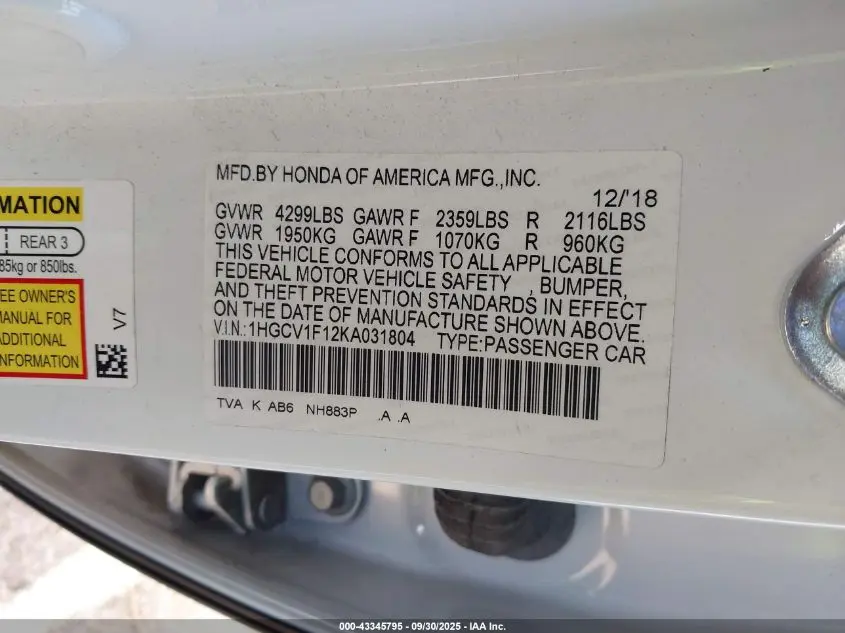 MFD.BY HONDA OF AMERICA MFG.,INC.
12/'18
GVWR 4299LBS GAWR F 2359LBS R 2116LBS
GVWR 1950KG GAWR F 1070KG R 960KG
THIS VEHICLE CONFORMS TO ALL APPLICABLE
FEDERAL MOTOR VEHICLE SAFETY , BUMPER,
AND THEFT PREVENTION STANDARDS IN EFFECT
ON THE DATE OF MANUFACTURE SHOWN ABOVE.
V.I.N.:1HGCV1F12KA031804 TYPE:PASSENGER CAR
TVA K AB6 NH883P .A .A
MATION
REAR 3
85kg or 850lbs.
EE OWNER'S
MANUAL FOR
ADDITIONAL
INFORMATION
V7
000-43345795 - 09/30/2025 - IAA Inc.